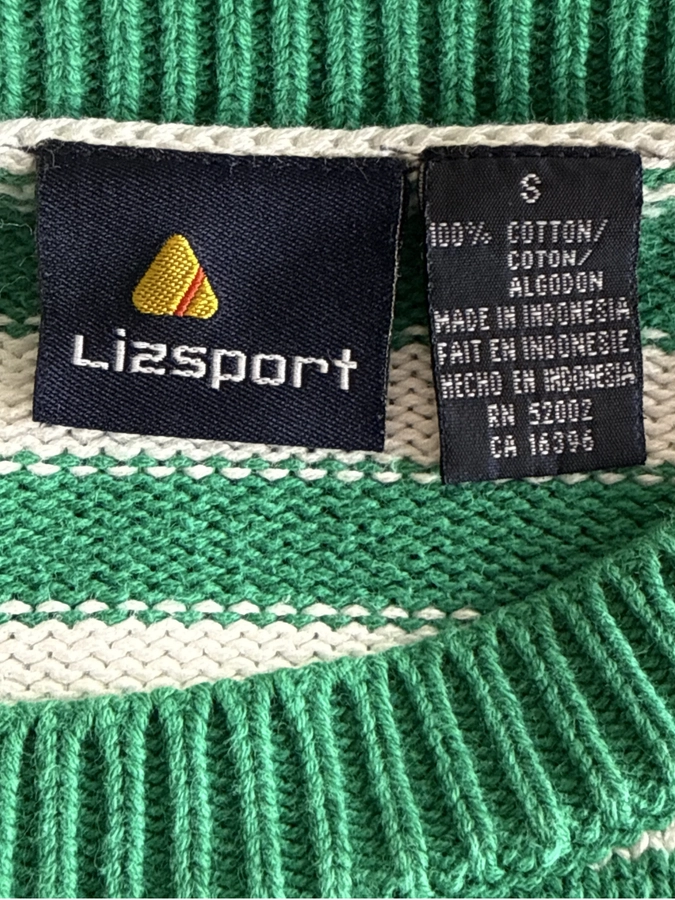 Lizsport
S
100% COTTON/
COTON/
ALGODON
MADE IN INDONESIA
FAIT EN INDONESIE
HECHO EN INDONESIA
RN 52002
CA 16396